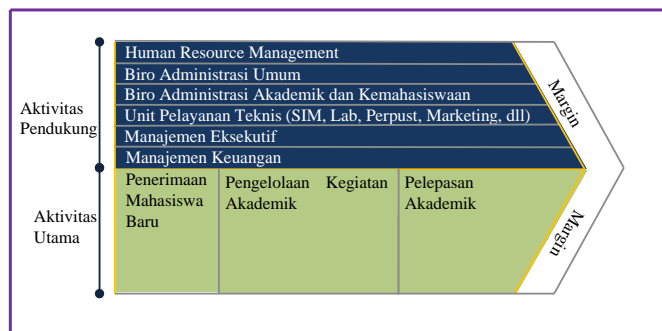 Human Resource Management
Biro Administrasi Umum
Biro Administrasi Akademik dan Kemahasiswaan
Unit Pelayanan Teknis (SIM, Lab, Perpust, Marketing, dll)
Manajemen Eksekutif
Manajemen Keuangan
Aktivitas
Pendukung
Margin
Penerimaan
Mahasiswa
Baru
Pengelolaan Kegiatan
Akademik
Pelepasan
Akademik
Aktivitas
Utama
Margin